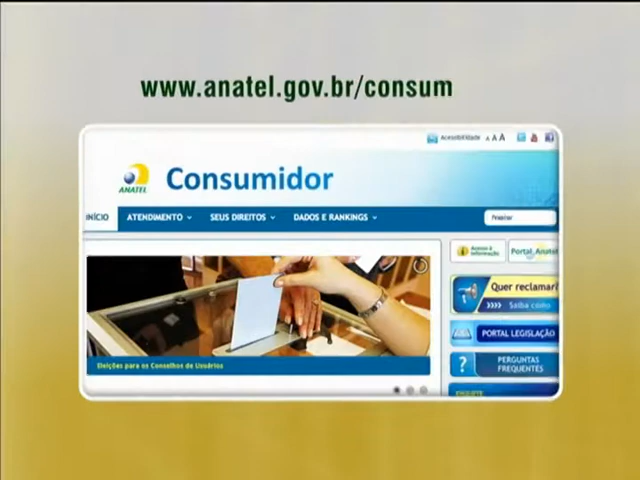 www.anatel.gov.br/consum
Acessibilidade A A A
ANATEL
Consumidor
INÍCIO ATENDIMENTO SEUS DIREITOS DADOS E RANKINGS
Acesso à Informação
Portal Anatel
Quer reclamar?
>>>> Saiba como
PORTAL LEGISLAÇÃO
? PERGUNTAS FREQUENTES
Eleições para os Conselhos de Usuários
ENQUETE